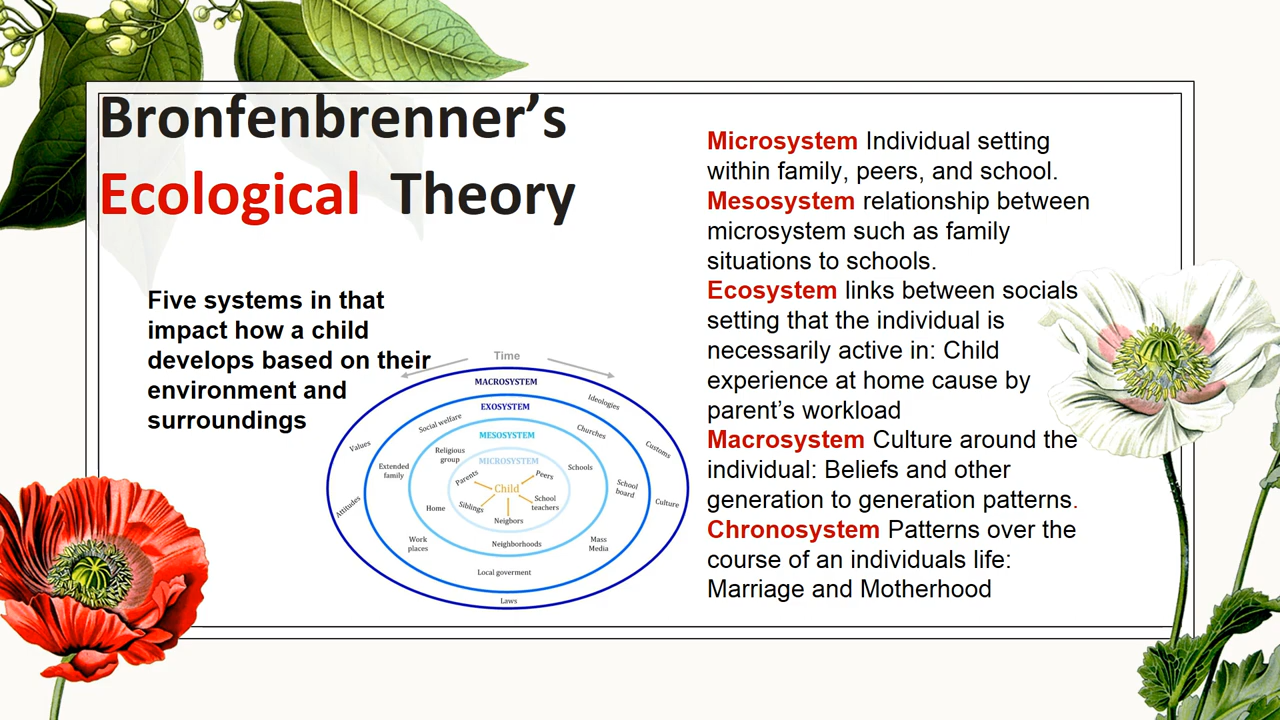 Bronfenbrenner’s
Ecological Theory
Five systems in that
impact how a child
develops based on their
environment and
surroundings
Time
MACROSYSTEM
Ideologies
EXOSYSTEM
Social welfare
Churches
MESOSYSTEM
Values
Customs
Religious
group
MICROSYSTEM
Extended
family
Schools
Parents
Peers
Child
School
board
Attitudes
Culture
Home
Siblings
School
teachers
Neigbors
Work
places
Neighborhoods
Mass
Media
Local goverment
Laws
Microsystem Individual setting
within family, peers, and school.
Mesosystem relationship between
microsystem such as family
situations to schools.
Ecosystem links between socials
setting that the individual is
necessarily active in: Child
experience at home cause by
parent’s workload
Macrosystem Culture around the
individual: Beliefs and other
generation to generation patterns.
Chronosystem Patterns over the
course of an individuals life:
Marriage and Motherhood